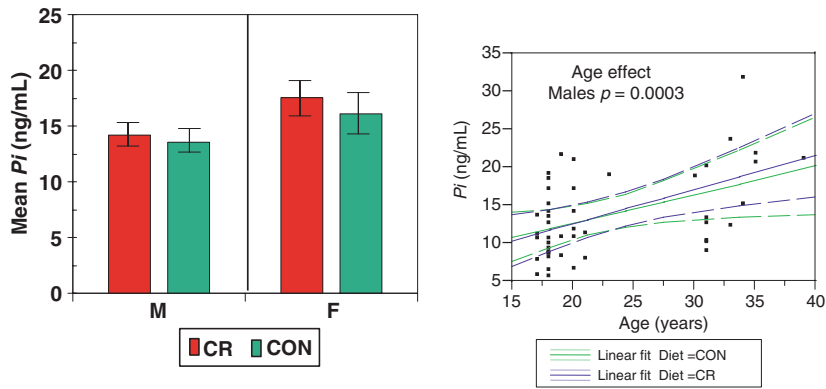 25
20
15
10
5
0
Mean Pi (ng/mL)
M F
CR CON
35
30
25
20
15
10
5
Pi (ng/mL)
Age effect
Males p = 0.0003
15 20 25 30 35 40
Age (years)
Linear fit Diet =CON
Linear fit Diet =CR